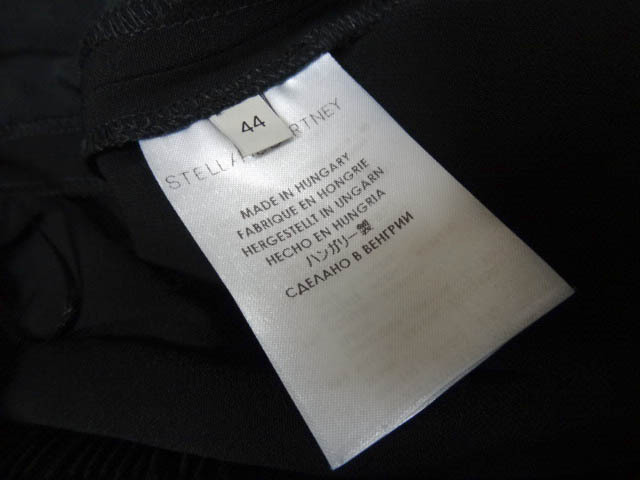 44
STELLA McCARTNEY
MADE IN HUNGARY
FABRIQUE EN HONGRIE
HERGESTELLT IN UNGARN
HECHO EN HUNGRIA
ハンガリー製
СДЕЛАНО В ВЕНГРИИ